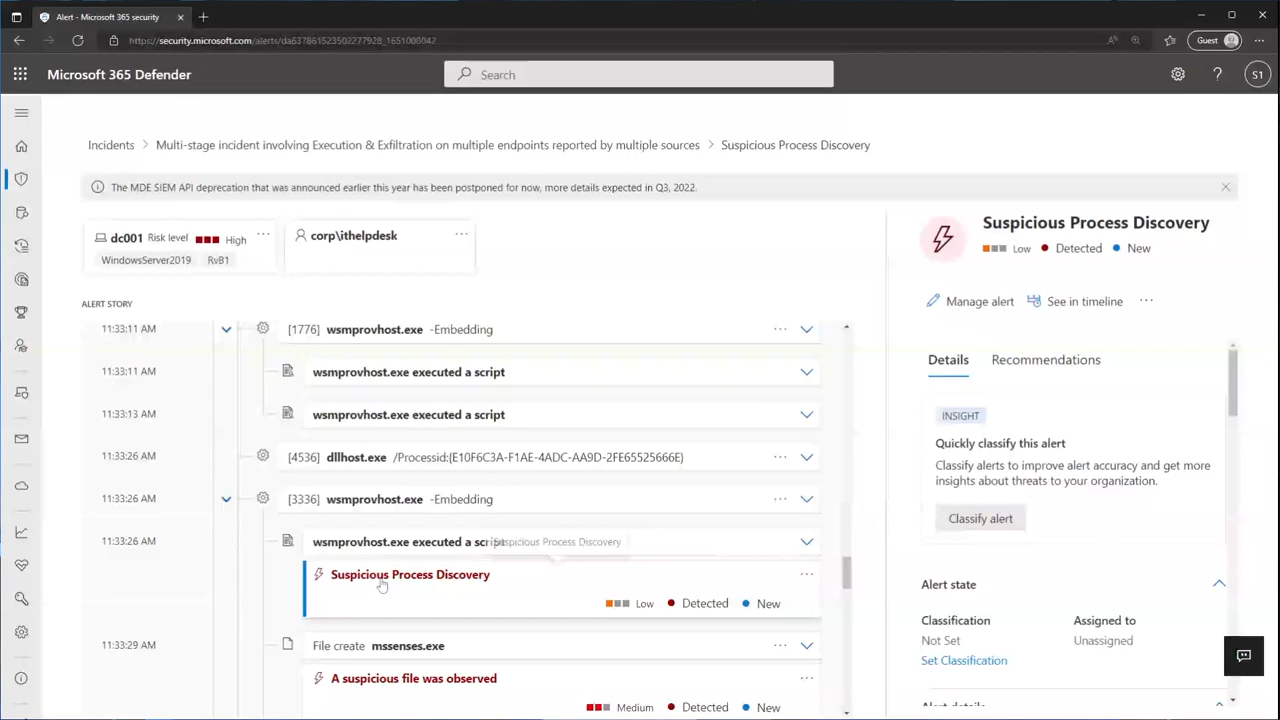 Alert - Microsoft 365 security
https://security.microsoft.com/alerts/da637861523502277928_1651008042
Guest
Microsoft 365 Defender
Search
S1
Incidents > Multi-stage incident involving Execution & Exfiltration on multiple endpoints reported by multiple sources > Suspicious Process Discovery
The MDE SIEM API deprecation that was announced earlier this year has been postponed for now, more details expected in Q3, 2022.
dc001 Risk level High
WindowsServer2019 RvB1
corp\ithelpdesk
ALERT STORY
11:33:11 AM [1776] wsmprovhost.exe -Embedding
11:33:11 AM wsmprovhost.exe executed a script
11:33:13 AM wsmprovhost.exe executed a script
11:33:26 AM [4536] dllhost.exe /Processid:{E10F6C3A-F1AE-4ADC-AA9D-2FE65525666E}
11:33:26 AM [3336] wsmprovhost.exe -Embedding
11:33:26 AM wsmprovhost.exe executed a script
Suspicious Process Discovery
Suspicious Process Discovery
Low Detected New
11:33:29 AM File create mssenses.exe
A suspicious file was observed
Medium Detected New
Suspicious Process Discovery
Low Detected New
Manage alert See in timeline
Details Recommendations
INSIGHT
Quickly classify this alert
Classify alerts to improve alert accuracy and get more
insights about threats to your organization.
Classify alert
Alert state
Classification Assigned to
Not Set Unassigned
Set Classification
Alert details